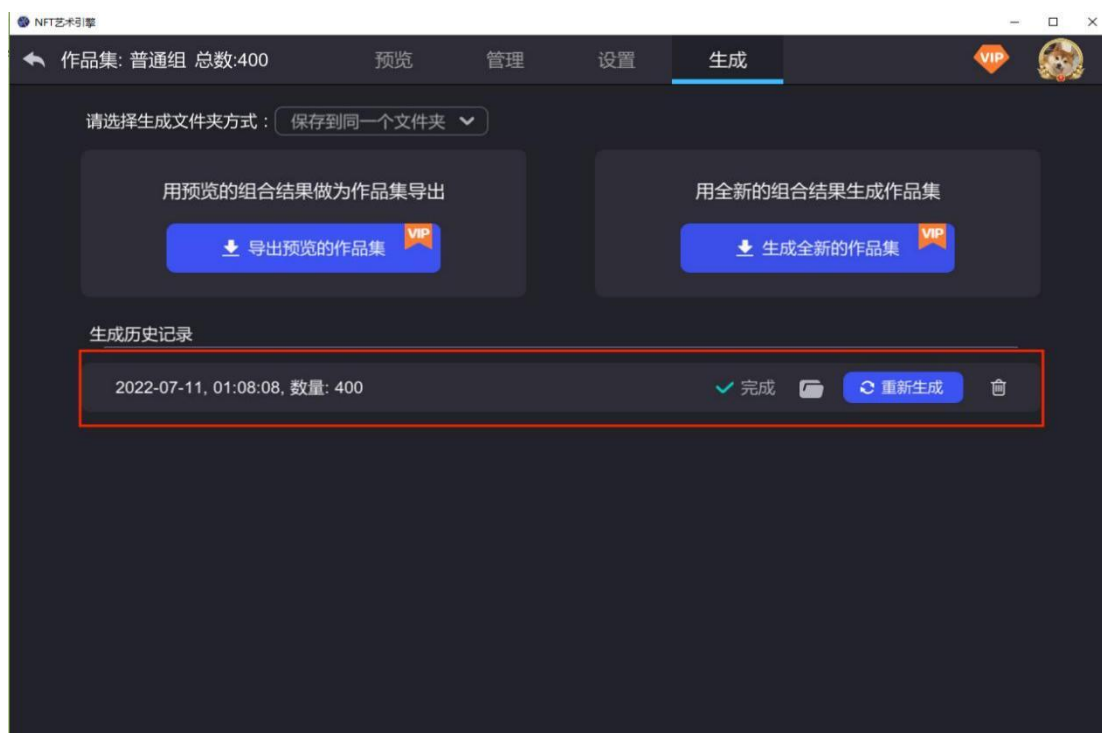 NFT艺术引擎
作品集: 普通组 总数:400 预览 管理 设置 生成 VIP
请选择生成文件夹方式： 保存到同一个文件夹
用预览的组合结果做为作品集导出 用全新的组合结果生成作品集
导出预览的作品集 VIP 生成全新的作品集 VIP
生成历史记录
2022-07-11, 01:08:08, 数量: 400 完成 重新生成